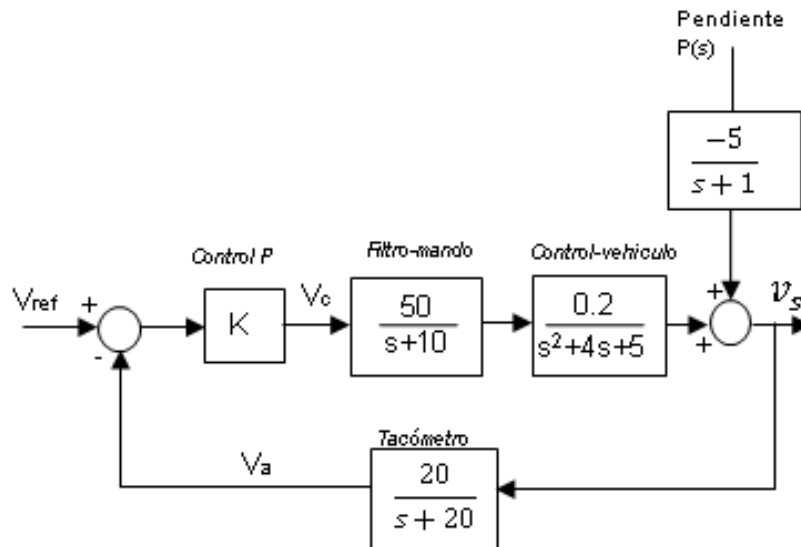 Pendiente
P(s)
−5
s + 1
Control P
Filtro-mando
Control-vehiculo
Vref
+
-
K
Vc
50
s+10
0.2
s²+4s+5
+
+
vs
Tacómetro
Va
20
s + 20